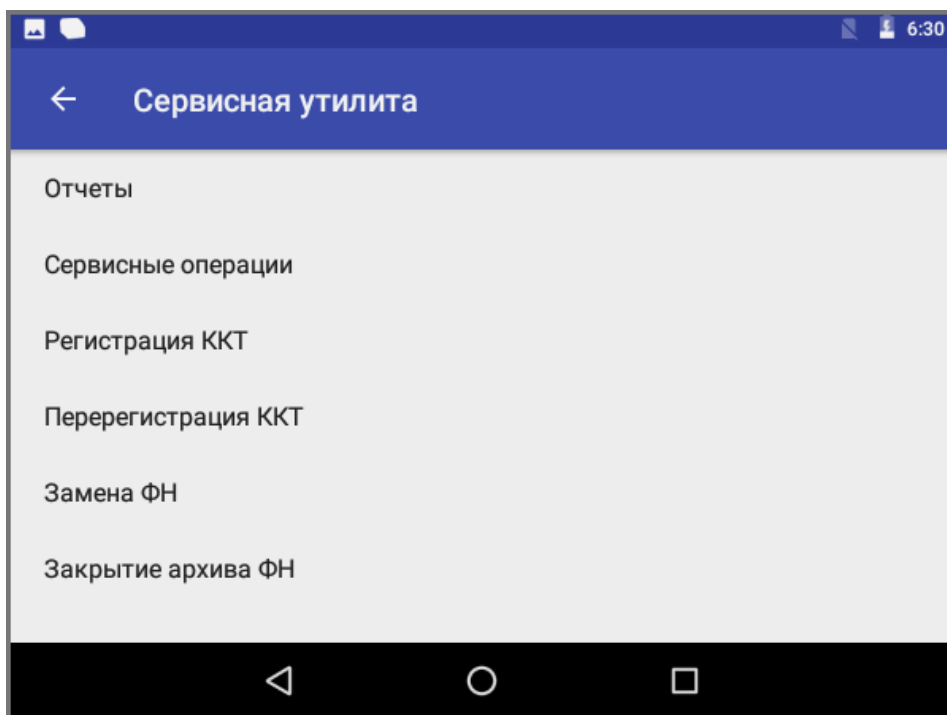 6:30
Сервисная утилита
Отчеты
Сервисные операции
Регистрация ККТ
Перерегистрация ККТ
Замена ФН
Закрытие архива ФН